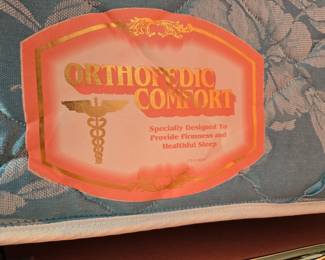 ORTHOPEDIC
COMFORT
Specially Designed To
Provide Firmness and
Healthful Sleep